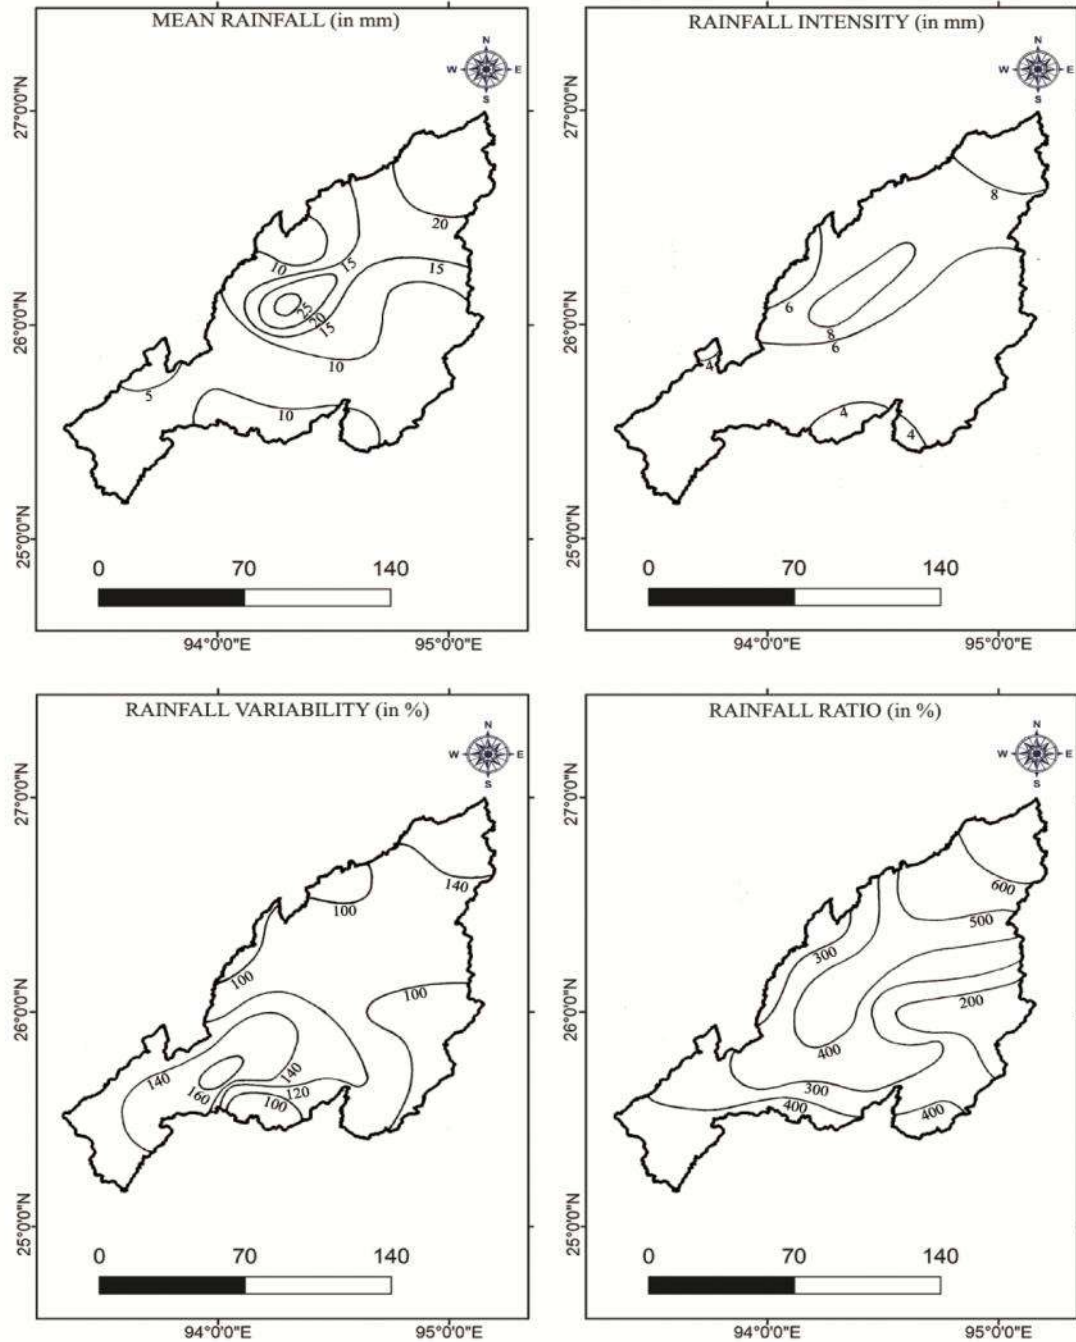 MEAN RAINFALL (in mm)
N
W E
S
27°0'0"N
26°0'0"N
25°0'0"N
20
10
15
15
25
20
15
10
5
10
0 70 140
94°0'0"E 95°0'0"E
RAINFALL INTENSITY (in mm)
N
W E
S
27°0'0"N
26°0'0"N
25°0'0"N
8
6
8
6
4
4
4
0 70 140
94°0'0"E 95°0'0"E
RAINFALL VARIABILITY (in %)
N
W E
S
27°0'0"N
26°0'0"N
25°0'0"N
140
100
100
100
140
140
160
120
100
0 70 140
94°0'0"E 95°0'0"E
RAINFALL RATIO (in %)
N
W E
S
27°0'0"N
26°0'0"N
25°0'0"N
600
500
300
200
400
300
400
400
0 70 140
94°0'0"E 95°0'0"E